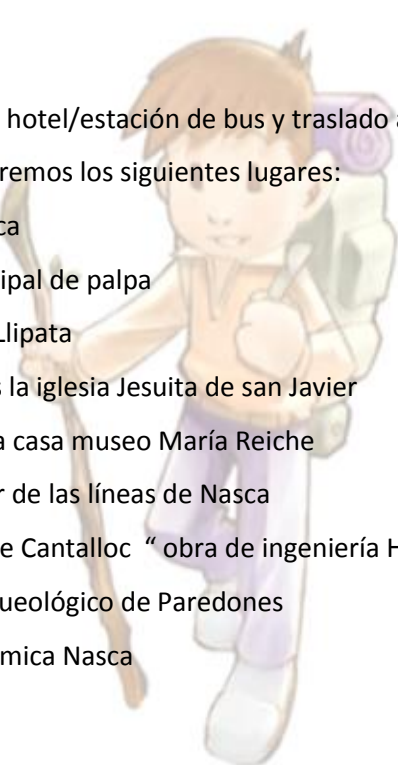 hotel/estación de bus y traslado a
remos los siguientes lugares:
ca
ipal de palpa
Llipata
s la iglesia Jesuita de san Javier
a casa museo María Reiche
r de las líneas de Nasca
e Cantalloc “ obra de ingeniería H
ueológico de Paredones
mica Nasca